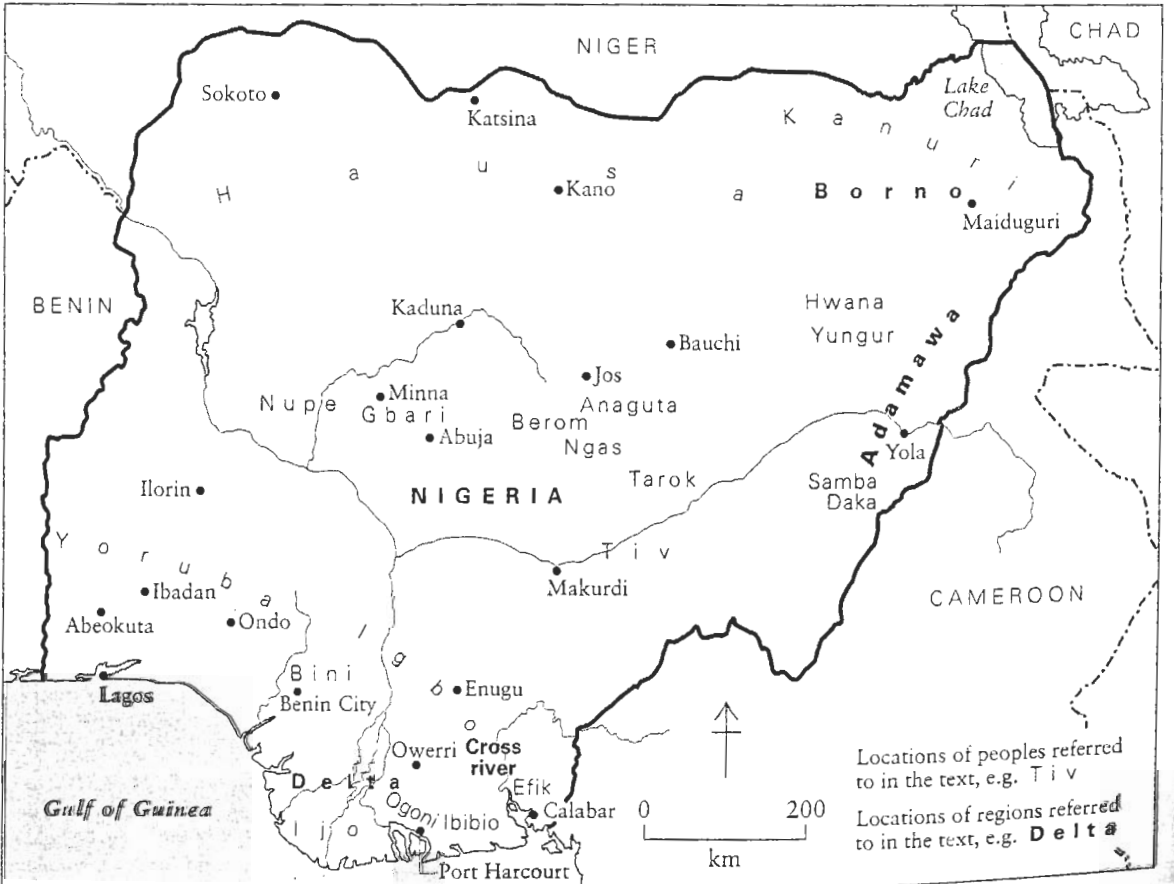 NIGER
CHAD
Sokoto
Katsina
Lake
Chad
Kanuri
Hausa
Kano
Borno
Maiduguri
BENIN
Kaduna
Hwana
Yungur
Bauchi
Adamawa
Jos
Minna
Nupe
Gbari
Anaguta
Berom
Abuja
Ngas
Yola
Tarok
Samba
Daka
Ilorin
NIGERIA
Yoruba
Tiv
Makurdi
Ibadan
CAMEROON
Abeokuta
Ondo
Igbo
Bini
Lagos
Benin City
Enugu
Owerri
Cross
river
Delta
Efik
Gulf of Guinea
Ogoni
Ibibio
Calabar
Ijo
Port Harcourt
0 200
km
Locations of peoples referred
to in the text, e.g. Tiv
Locations of regions referred
to in the text, e.g. Delta